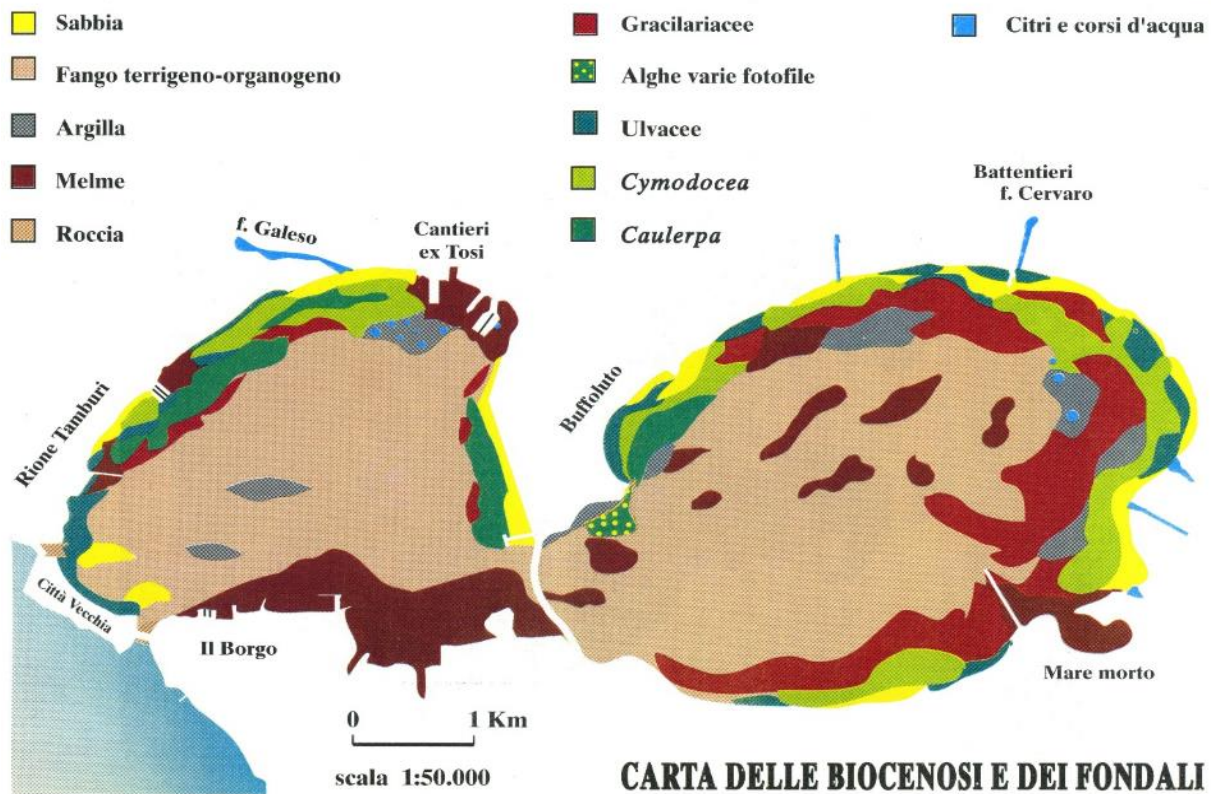 Sabbia
Fango terrigeno-organogeno
Argilla
Melme
Roccia
Gracilariacee
Alghe varie fotofile
Ulvacee
Cymodocea
Caulerpa
Citri e corsi d'acqua
f. Galeso
Cantieri
ex Tosi
Battentieri
f. Cervaro
Rione Tamburi
Buffoluto
Città Vecchia
Il Borgo
Mare morto
0 1 Km
scala 1:50.000
CARTA DELLE BIOCENOSI E DEI FONDALI